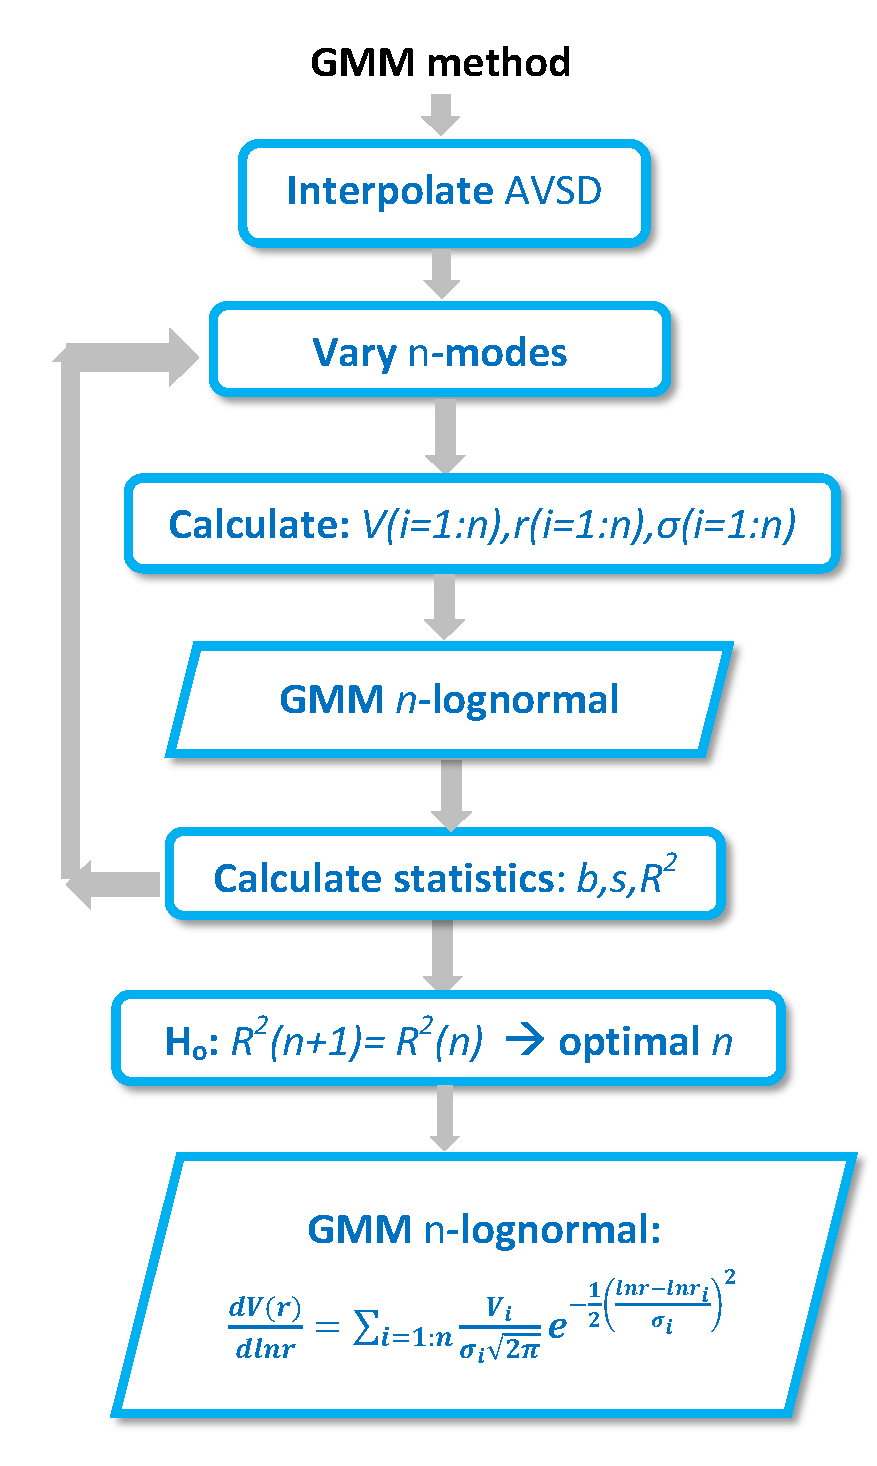 GMM method
Interpolate AVSD
Vary n-modes
Calculate: V(i=1:n),r(i=1:n),σ(i=1:n)
GMM n-lognormal
Calculate statistics: b,s,R²
Hₒ: R²(n+1)= R²(n) → optimal n
GMM n-lognormal:
dV(r)/dlnr = ∑i=1:n Vi/(σi√2π) e^(−1/2((lnr−lnri)/σi)²)